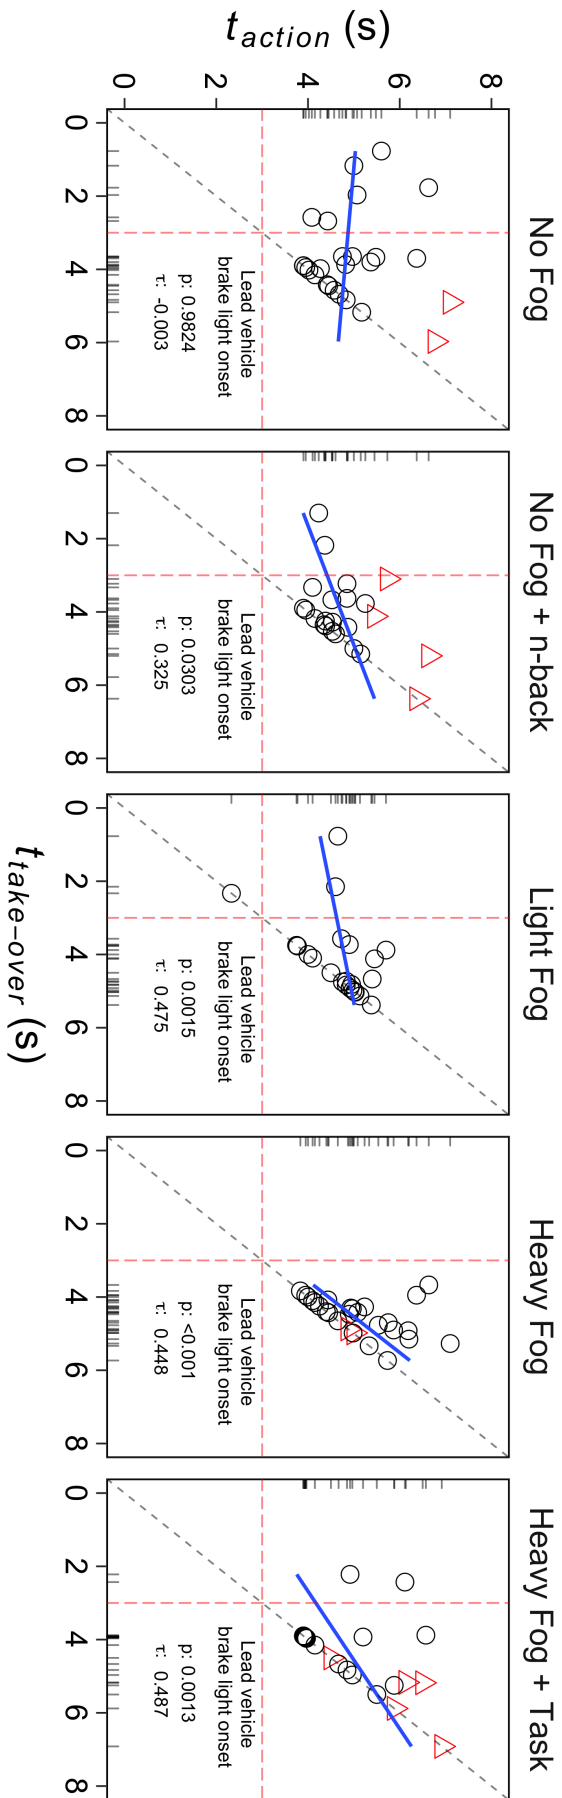 No Fog
No Fog + n-back
Light Fog
Heavy Fog
Heavy Fog + Task
t action (s)
8
6
4
2
0
Lead vehicle
brake light onset
p: 0.9824
τ: -0.003
Lead vehicle
brake light onset
p: 0.0303
τ: 0.325
Lead vehicle
brake light onset
p: 0.0015
τ: 0.475
Lead vehicle
brake light onset
p: <0.001
τ: 0.448
Lead vehicle
brake light onset
p: 0.0013
τ: 0.487
0 2 4 6 8
0 2 4 6 8
0 2 4 6 8
0 2 4 6 8
0 2 4 6 8
t take−over (s)